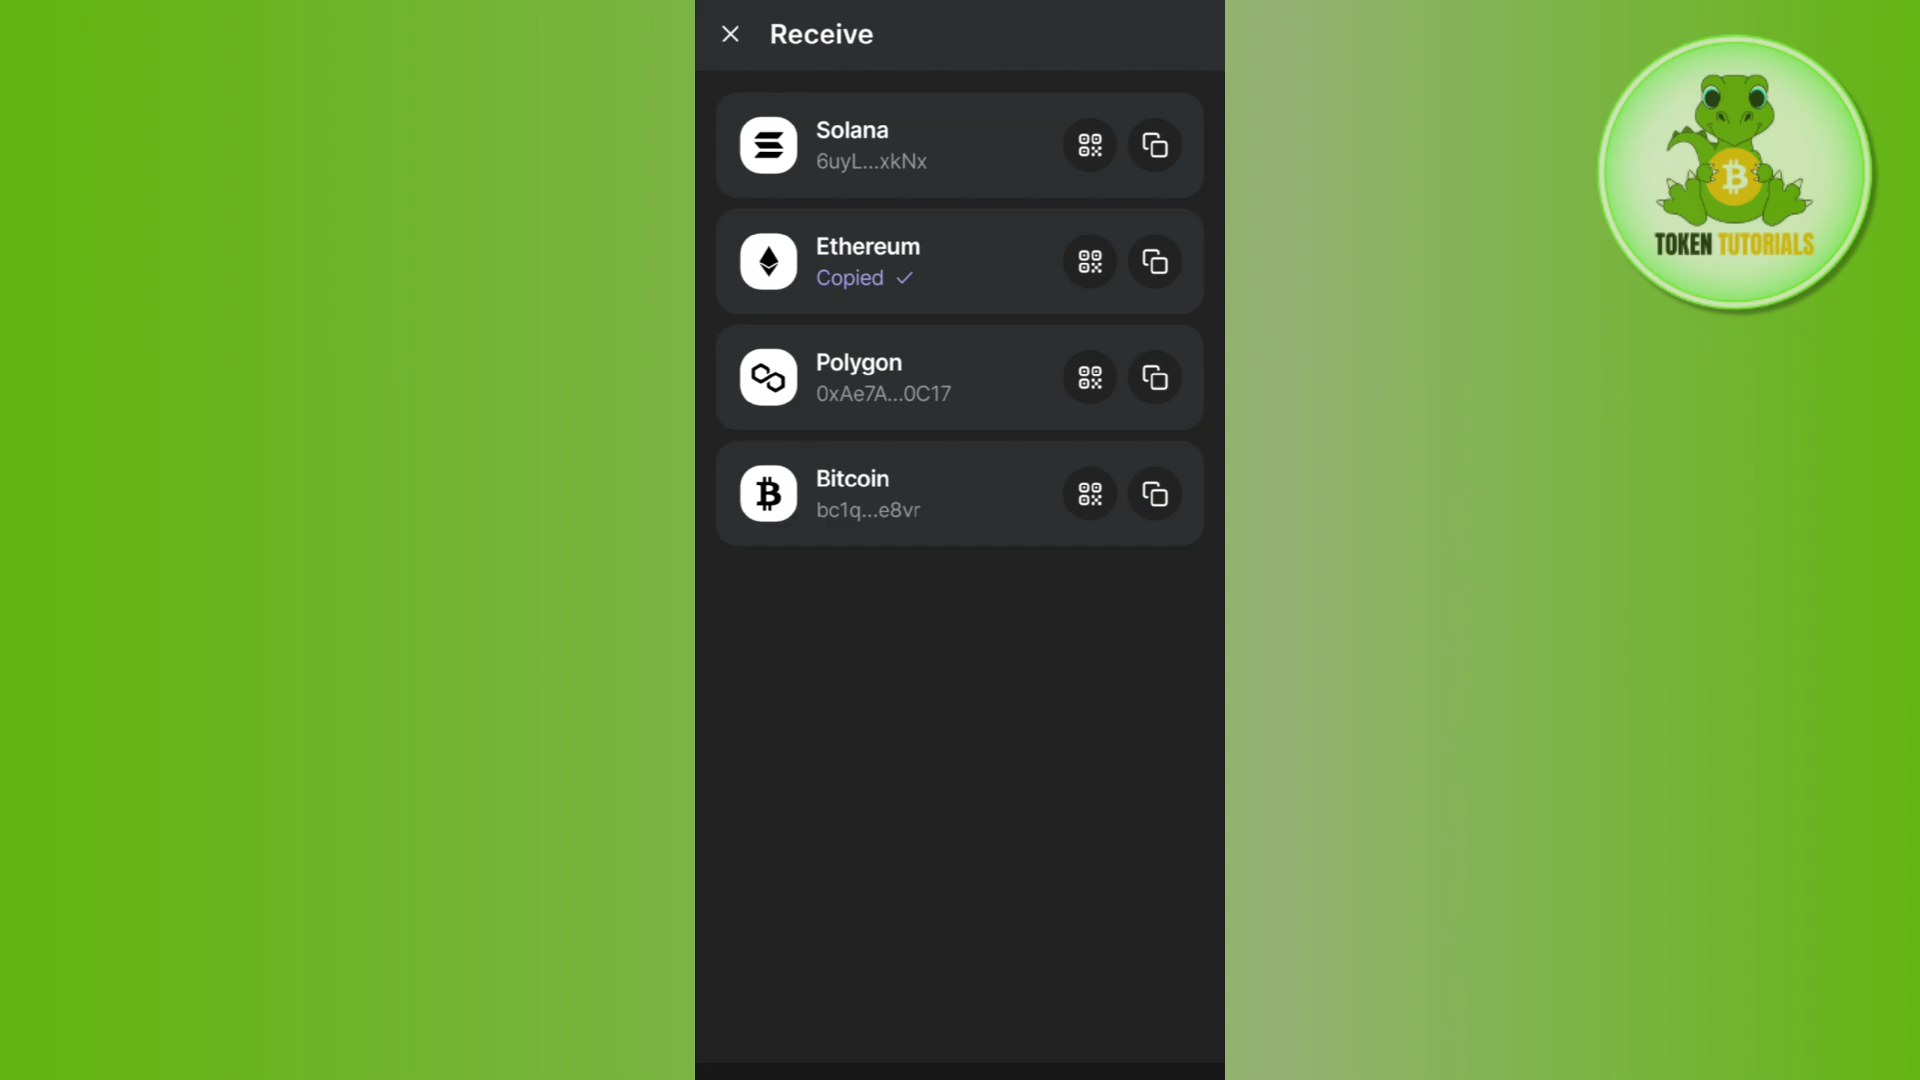 Receive
Solana
6uyL...xkNx
Ethereum
Copied
Polygon
0xAe7A...0C17
Bitcoin
bc1q...e8vr
TOKEN TUTORIALS